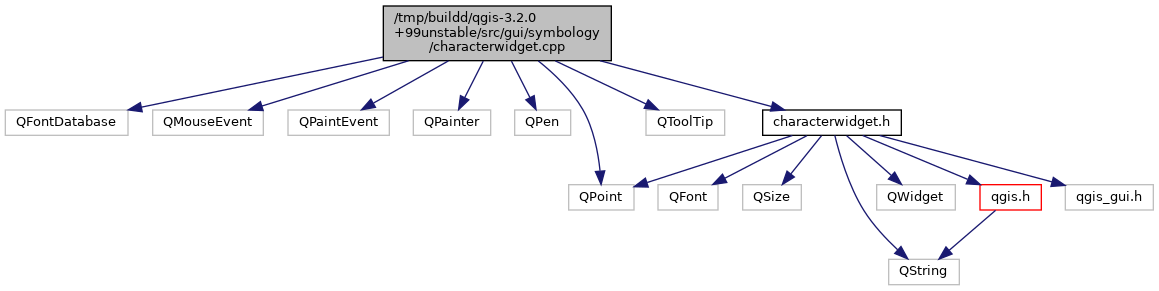 /tmp/buildd/qgis-3.2.0
+99unstable/src/gui/symbology
/characterwidget.cpp
QFontDatabase
QMouseEvent
QPaintEvent
QPainter
QPen
QToolTip
characterwidget.h
QPoint
QFont
QSize
QWidget
qgis.h
qgis_gui.h
QString